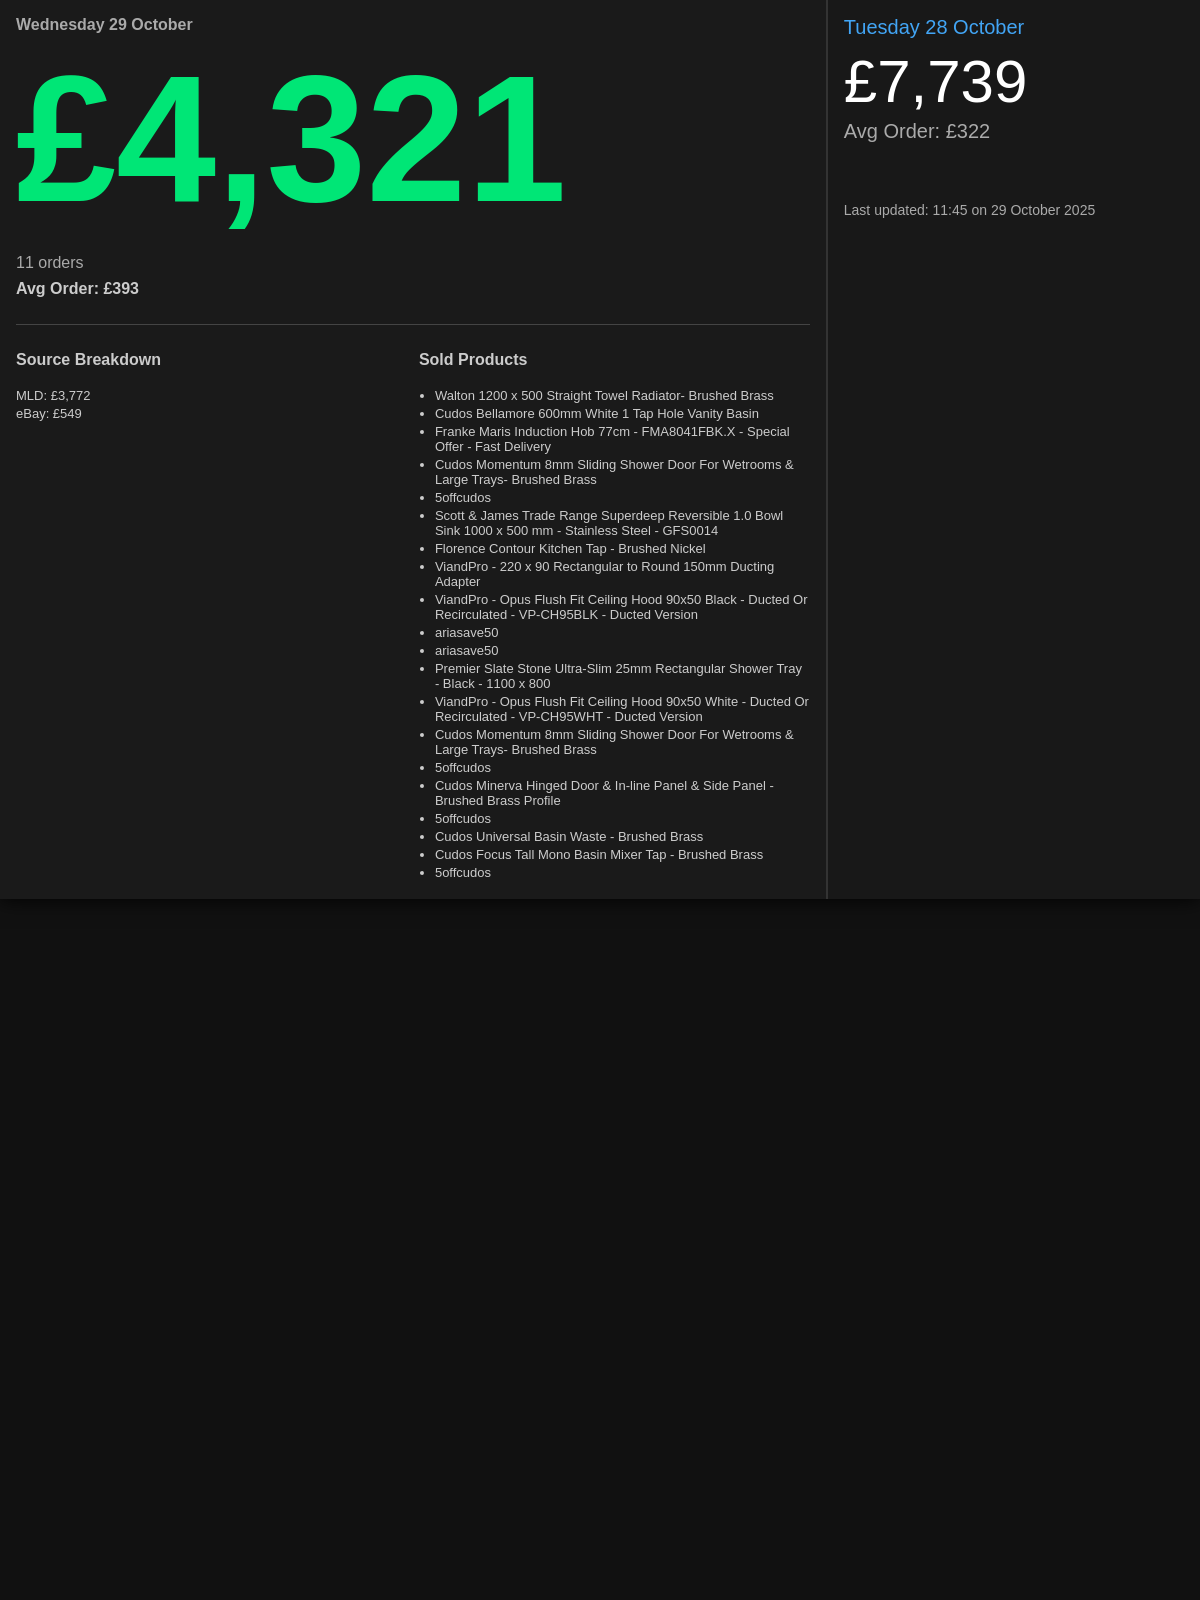 Wednesday 29 October
£4,321
11 orders
Avg Order: £393
Source Breakdown
MLD: £3,772
eBay: £549
Sold Products
Walton 1200 x 500 Straight Towel Radiator- Brushed Brass
Cudos Bellamore 600mm White 1 Tap Hole Vanity Basin
Franke Maris Induction Hob 77cm - FMA8041FBK.X - Special
Offer - Fast Delivery
Cudos Momentum 8mm Sliding Shower Door For Wetrooms &
Large Trays- Brushed Brass
5offcudos
Scott & James Trade Range Superdeep Reversible 1.0 Bowl
Sink 1000 x 500 mm - Stainless Steel - GFS0014
Florence Contour Kitchen Tap - Brushed Nickel
ViandPro - 220 x 90 Rectangular to Round 150mm Ducting
Adapter
ViandPro - Opus Flush Fit Ceiling Hood 90x50 Black - Ducted Or
Recirculated - VP-CH95BLK - Ducted Version
ariasave50
ariasave50
Premier Slate Stone Ultra-Slim 25mm Rectangular Shower Tray
- Black - 1100 x 800
ViandPro - Opus Flush Fit Ceiling Hood 90x50 White - Ducted Or
Recirculated - VP-CH95WHT - Ducted Version
Cudos Momentum 8mm Sliding Shower Door For Wetrooms &
Large Trays- Brushed Brass
5offcudos
Cudos Minerva Hinged Door & In-line Panel & Side Panel -
Brushed Brass Profile
5offcudos
Cudos Universal Basin Waste - Brushed Brass
Cudos Focus Tall Mono Basin Mixer Tap - Brushed Brass
5offcudos
Tuesday 28 October
£7,739
Avg Order: £322
Last updated: 11:45 on 29 October 2025